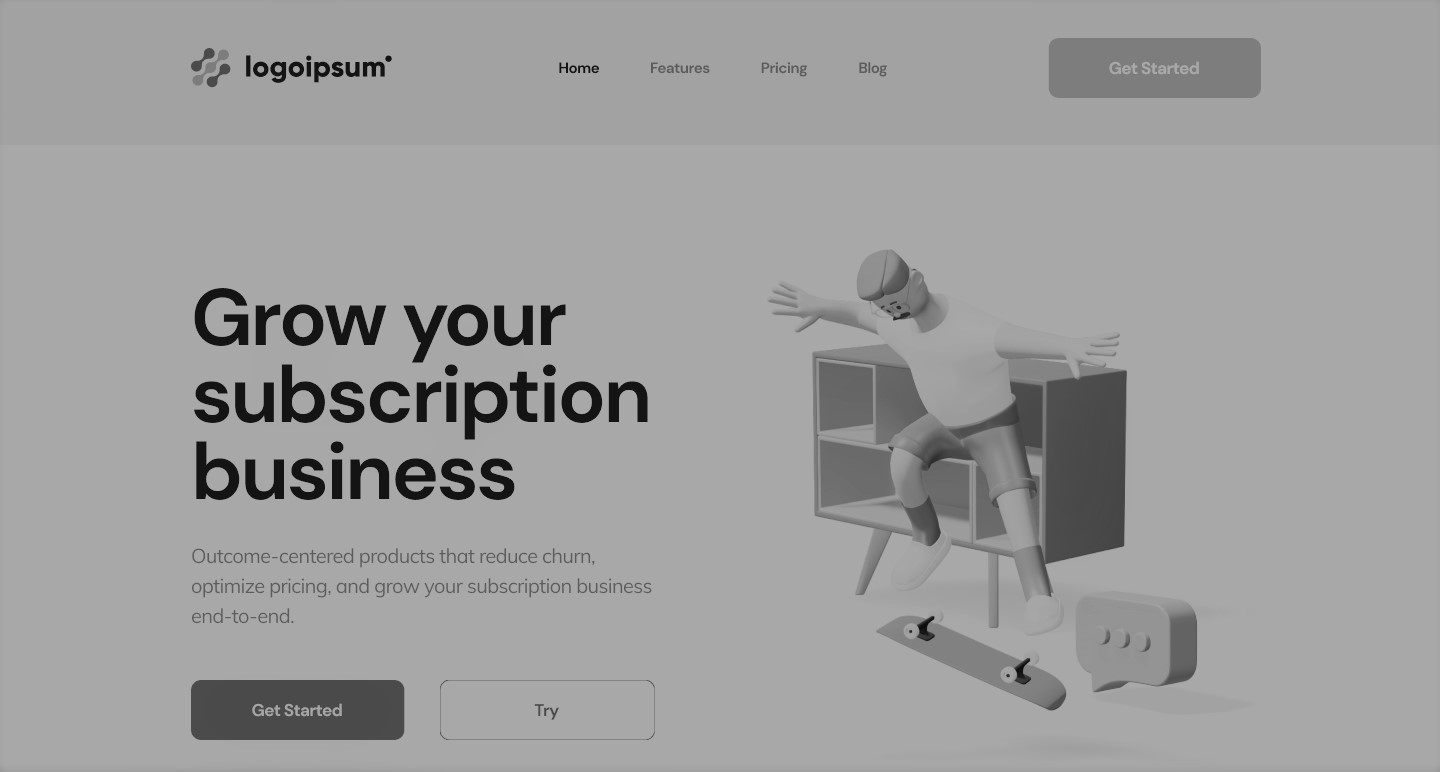 logoipsum
Home
Features
Pricing
Blog
Get Started
Grow your
subscription
business
Outcome-centered products that reduce churn,
optimize pricing, and grow your subscription business
end-to-end.
Get Started
Try